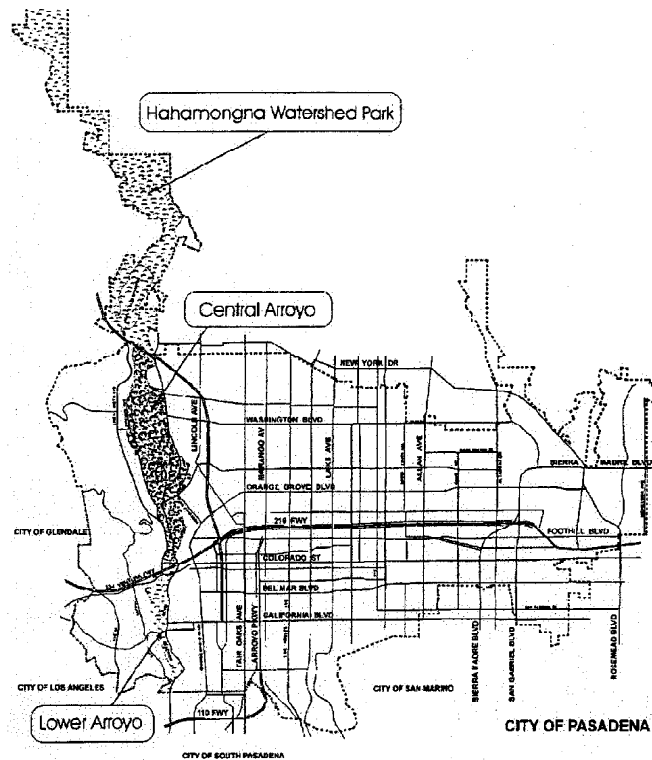 Hahamongna Watershed Park
Central Arroyo
NEW YORK DR
LINCOLN AVE
WASHINGTON BLVD
MARENGO AV
LAKE AVE
ALLEN AVE
SIERRA MADRE BLVD
ORANGE GROVE BLVD
CITY OF GLENDALE
210 FWY
FOOTHILL BLVD
COLORADO ST
DEL MAR BLVD
CALIFORNIA BLVD
FAIR OAKS AVE
ARROYO PKWY
SIERRA MADRE BLVD
SAN GABRIEL BLVD
ROSEMEAD BLVD
CITY OF LOS ANGELES
CITY OF SAN MARINO
Lower Arroyo
110 FWY
CITY OF PASADENA
CITY OF SOUTH PASADENA